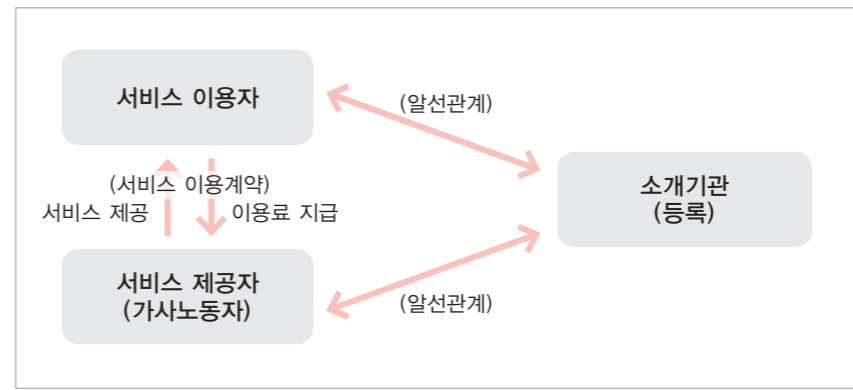 서비스 이용자
(알선관계)
(서비스 이용계약)
서비스 제공
이용료 지급
소개기관
(등록)
서비스 제공자
(가사노동자)
(알선관계)